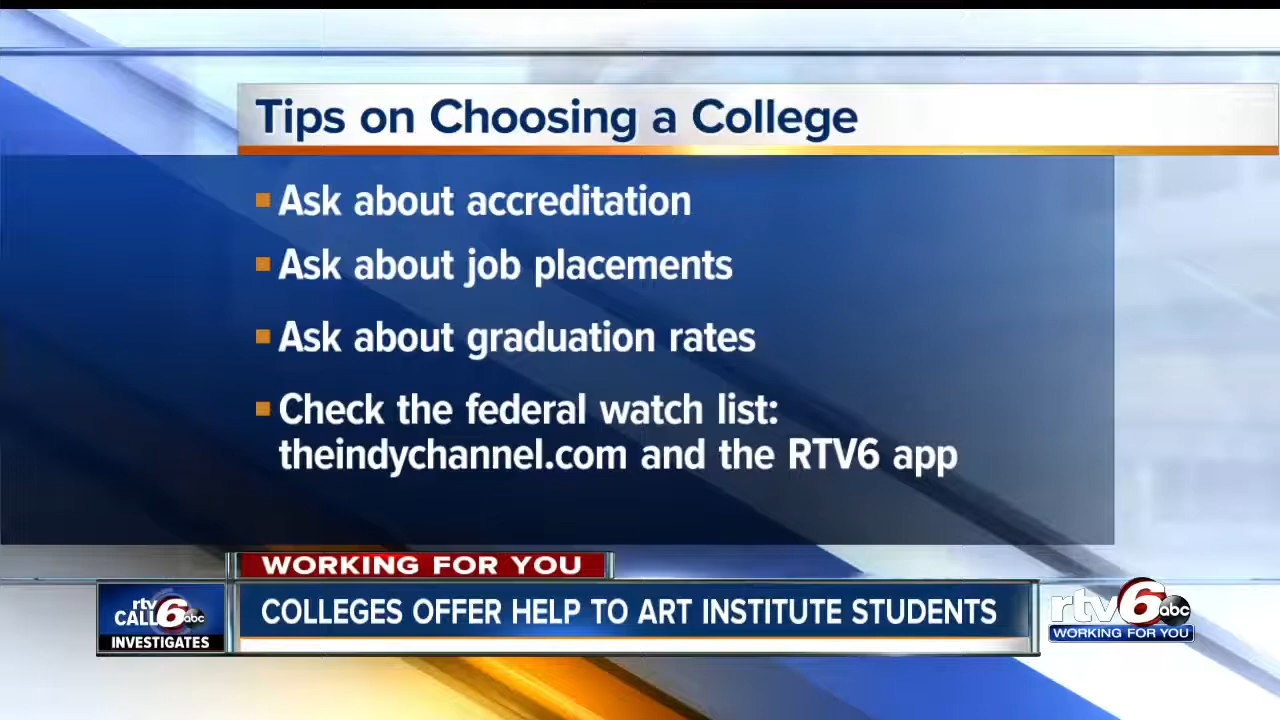 Tips on Choosing a College
Ask about accreditation
Ask about job placements
Ask about graduation rates
Check the federal watch list:
theindychannel.com and the RTV6 app
WORKING FOR YOU
COLLEGES OFFER HELP TO ART INSTITUTE STUDENTS
rtv
CALL 6 abc
INVESTIGATES
rtv6 abc
WORKING FOR YOU